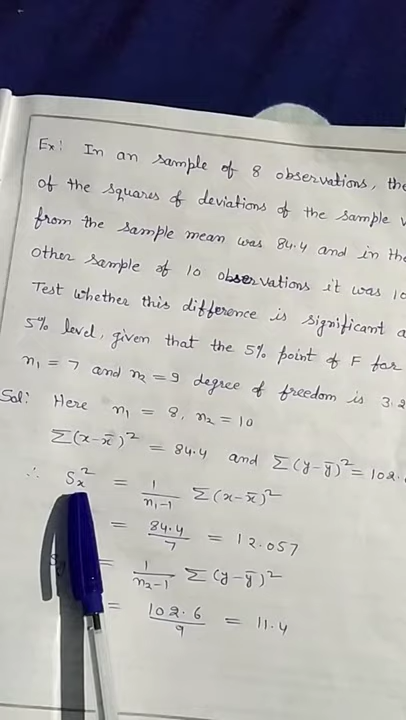 Ex: In an sample of 8 observations, the
of the squares of deviations of the sample
from the sample mean was 84.4 and in the
other sample of 10 observations it was
Test whether this difference is significant
5% level, given that the 5% point of F for
n₁ = 7 and n₂ = 9 degree of freedom is 3.2
Sol: Here n₁ = 8, n₂ = 10
Σ(x-x̄)² = 84.4 and Σ(y-ȳ)² = 102.
∴ Sx² = 1/(n₁-1) Σ(x-x̄)²
= 84.4/7 = 12.057
= 1/(n₂-1) Σ(y-ȳ)²
= 102.6/9 = 11.4